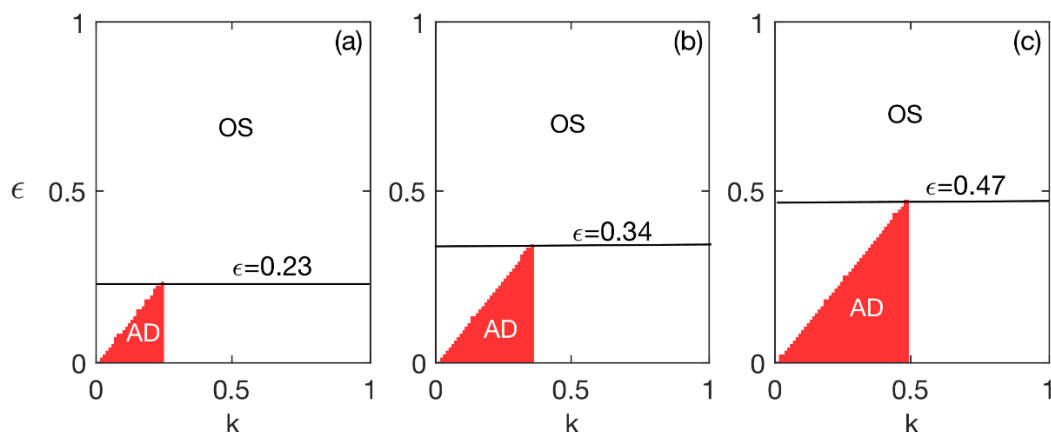 1 (a) 1 (b) 1 (c)
OS OS OS
ϵ 0.5 0.5 0.5
ϵ=0.23 ϵ=0.34 ϵ=0.47
AD AD AD
0 0 0
0 0.5 1 0 0.5 1 0 0.5 1
k k k